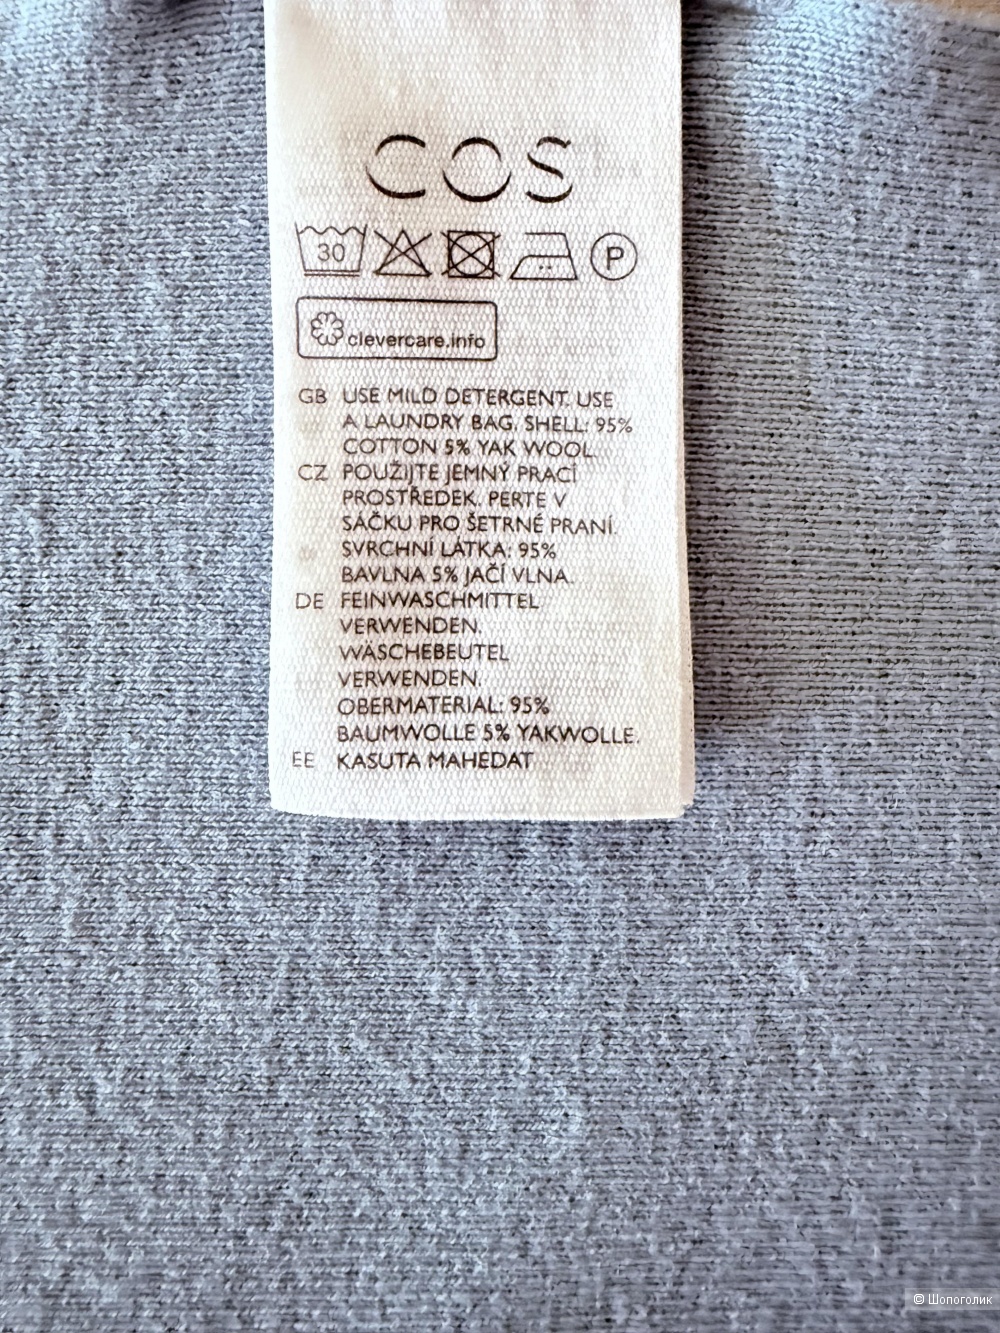 COS
30
P
clevercare.info
GB USE MILD DETERGENT. USE
A LAUNDRY BAG. SHELL: 95%
COTTON 5% YAK WOOL.
CZ POUŽIJTE JEMNÝ PRACÍ
PROSTŘEDEK. PERTE V
SÁČKU PRO ŠETRNÉ PRANÍ.
SVRCHNÍ LÁTKA: 95%
BAVLNA 5% JAČÍ VLNA.
DE FEINWASCHMITTEL
VERWENDEN.
WÄSCHEBEUTEL
VERWENDEN.
OBERMATERIAL: 95%
BAUMWOLLE 5% YAKWOLLE.
EE KASUTA MAHEDAT
© Шопоголик